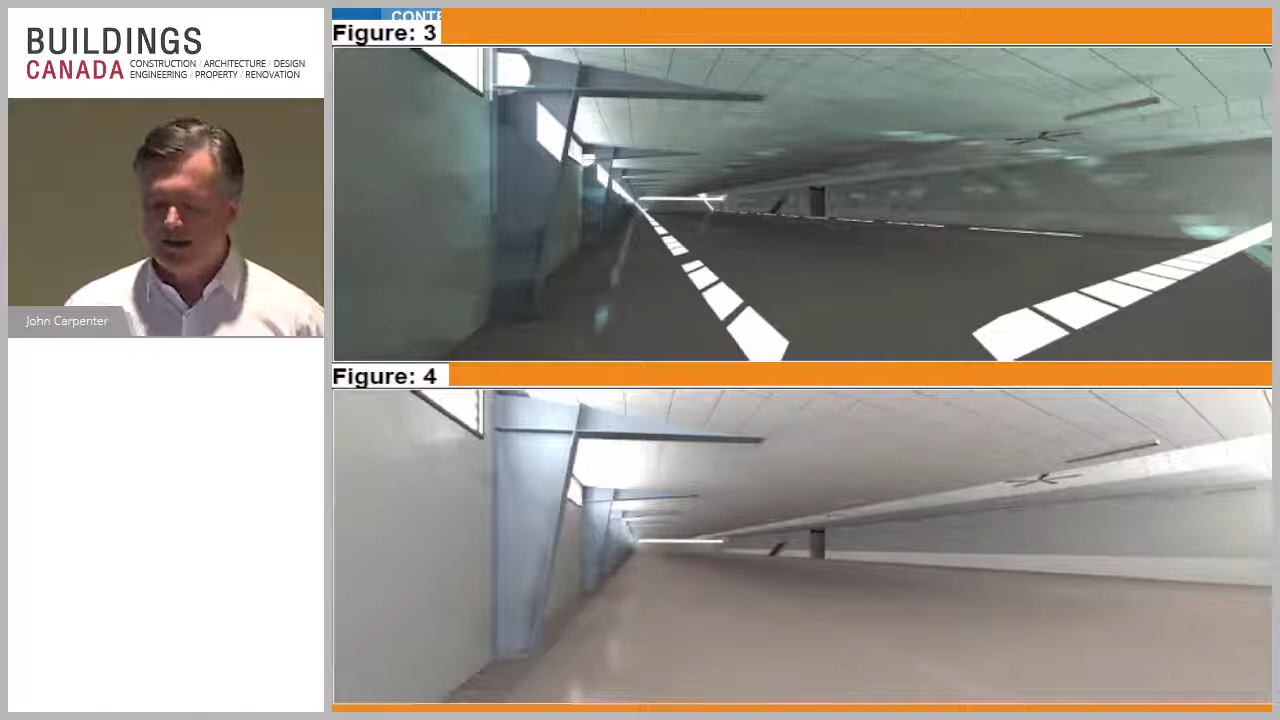 BUILDINGS
CANADA
CONSTRUCTION / ARCHITECTURE / DESIGN
ENGINEERING / PROPERTY / RENOVATION
John Carpenter
Figure: 3
Figure: 4